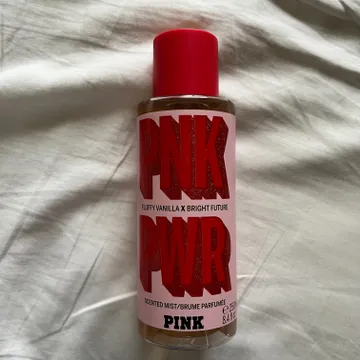 PNK
FLUFFY VANILLA X BRIGHT FUTURE
PWR
SCENTED MIST/BRUME PARFUMÉE
PINK